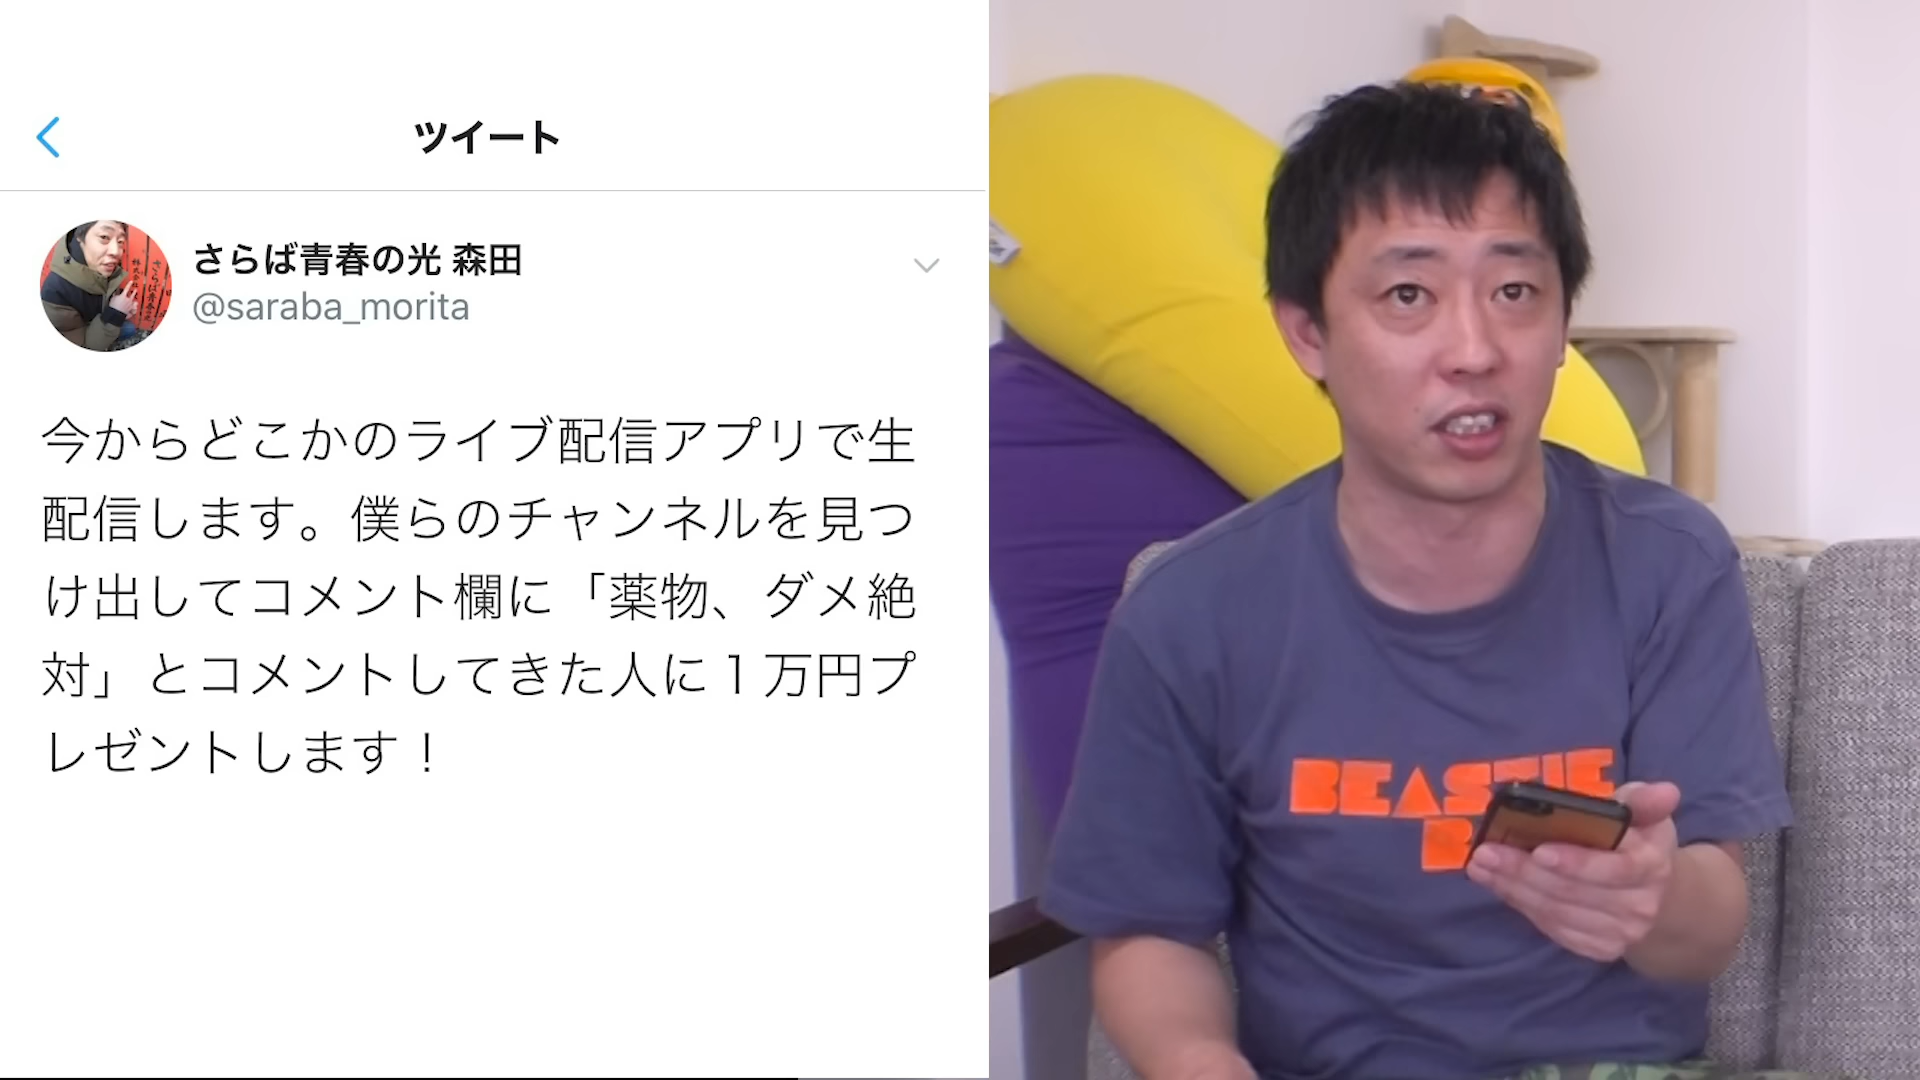 ツイート
さらば青春の光 森田
@saraba_morita
今からどこかのライブ配信アプリで生
配信します。僕らのチャンネルを見つ
け出してコメント欄に「薬物、ダメ絶
対」とコメントしてきた人に1万円プ
レゼントします！
BEASTIE